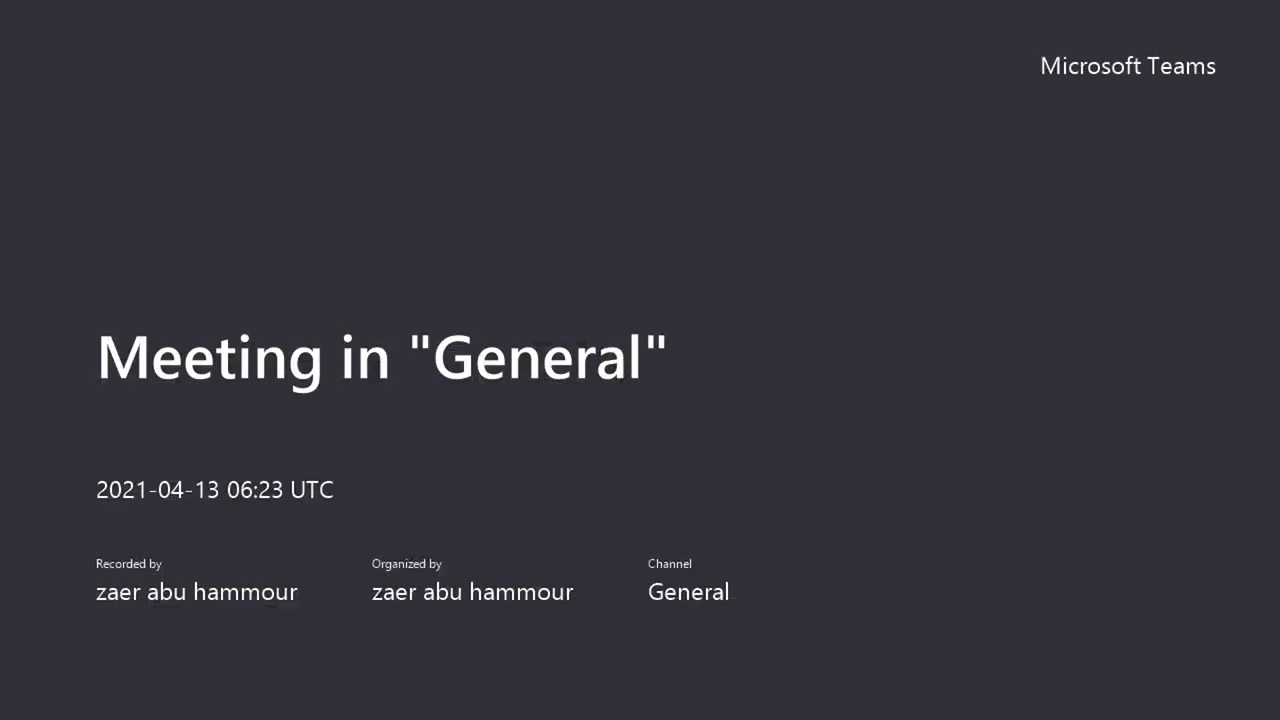 Microsoft Teams
Meeting in "General"
2021-04-13 06:23 UTC
Recorded by
zaer abu hammour
Organized by
zaer abu hammour
Channel
General